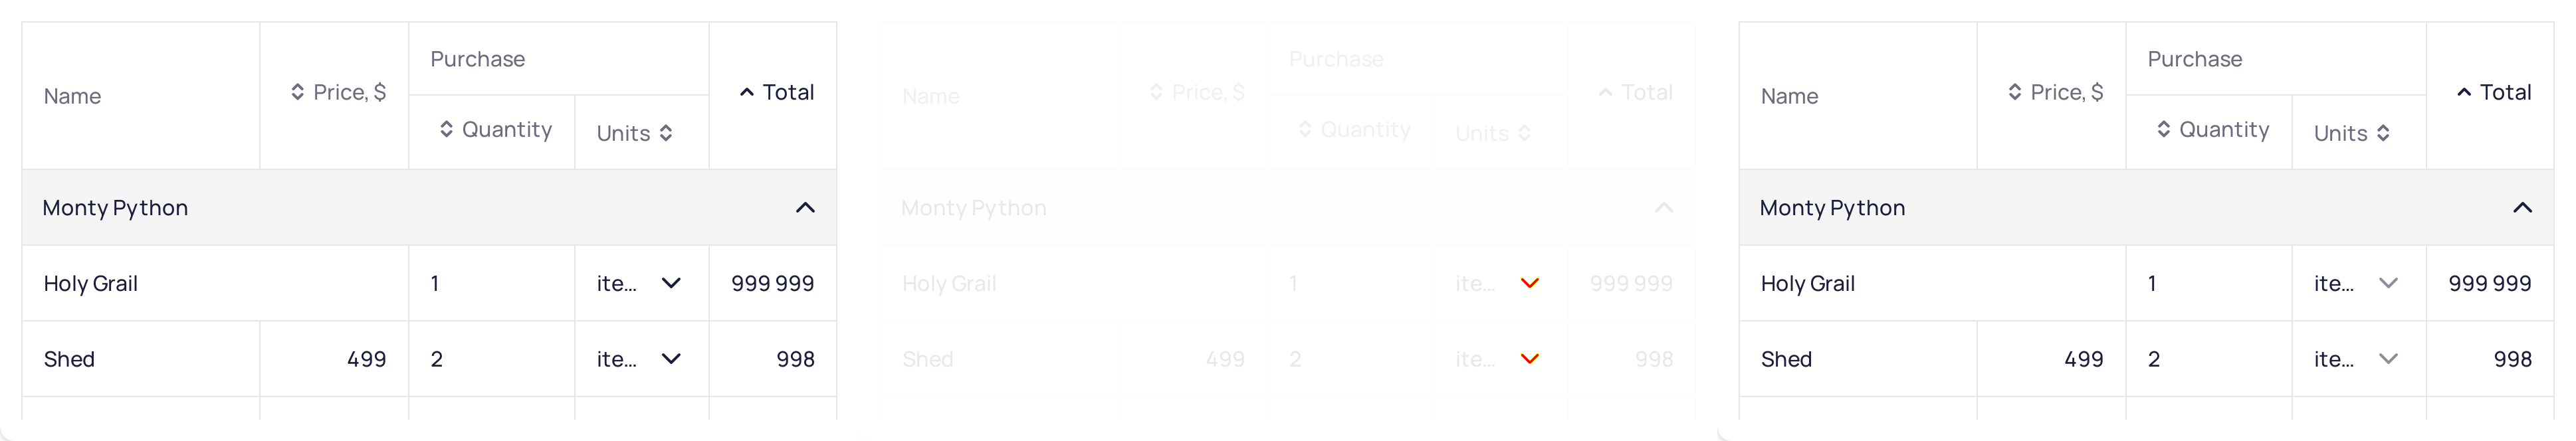 Name
Price, $
Purchase
Quantity
Units
Total
Monty Python
Holy Grail
1
ite...
999 999
Shed
499
2
ite...
998
Name
Price, $
Purchase
Quantity
Units
Total
Monty Python
Holy Grail
1
ite...
999 999
Shed
499
2
ite...
998
Name
Price, $
Purchase
Quantity
Units
Total
Monty Python
Holy Grail
1
ite...
999 999
Shed
499
2
ite...
998